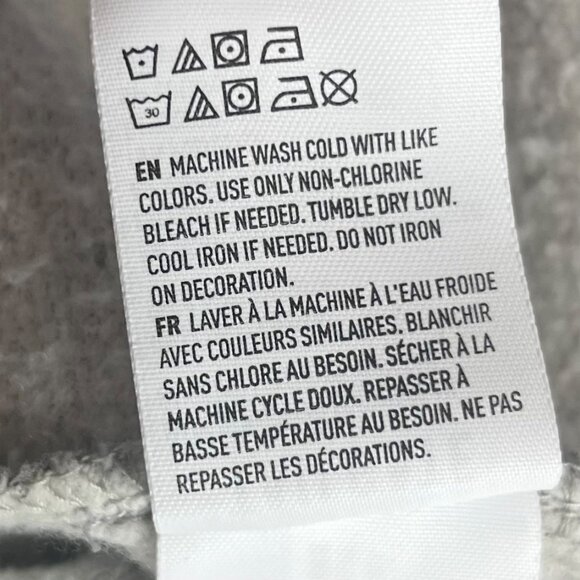 30
EN MACHINE WASH COLD WITH LIKE
COLORS. USE ONLY NON-CHLORINE
BLEACH IF NEEDED. TUMBLE DRY LOW.
COOL IRON IF NEEDED. DO NOT IRON
ON DECORATION.
FR LAVER À LA MACHINE À L'EAU FROIDE
AVEC COULEURS SIMILAIRES. BLANCHIR
SANS CHLORE AU BESOIN. SÉCHER À LA
MACHINE CYCLE DOUX. REPASSER À
BASSE TEMPÉRATURE AU BESOIN. NE PAS
REPASSER LES DÉCORATIONS.